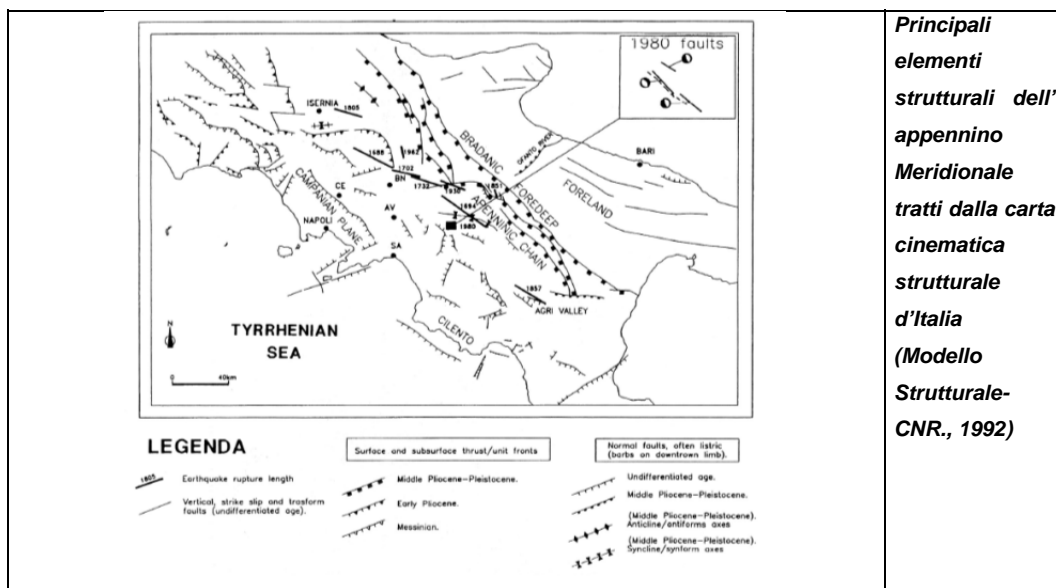 1980 faults
ISERNIA
1805
1688
1962
1702
1732
1930
1851
1694
1980
1857
BRADANIC FOREDEEP
OFANTO RIVER
BARI
FORELAND
APENNINIC CHAIN
CAMPANIAN PLANE
CE
BN
AV
NAPOLI
SA
AGRI VALLEY
CILENTO
TYRRHENIAN
SEA
N
0 40km
LEGENDA
1805 Earthquake rupture length
Vertical, strike slip and trasform
faults (undifferentiated age).
Surface and subsurface thrust/unit fronts
Middle Pliocene-Pleistocene.
Early Pliocene.
Messinian.
Normal faults, often listric
(barbs on downtrown limb).
Undifferentiated age.
Middle Pliocene-Pleistocene.
(Middle Pliocene-Pleistocene).
Anticline/antiforms axes
(Middle Pliocene-Pleistocene).
Syncline/synform axes
Principali
elementi
strutturali dell'
appennino
Meridionale
tratti dalla carta
cinematica
strutturale
d'Italia
(Modello
Strutturale-
CNR., 1992)